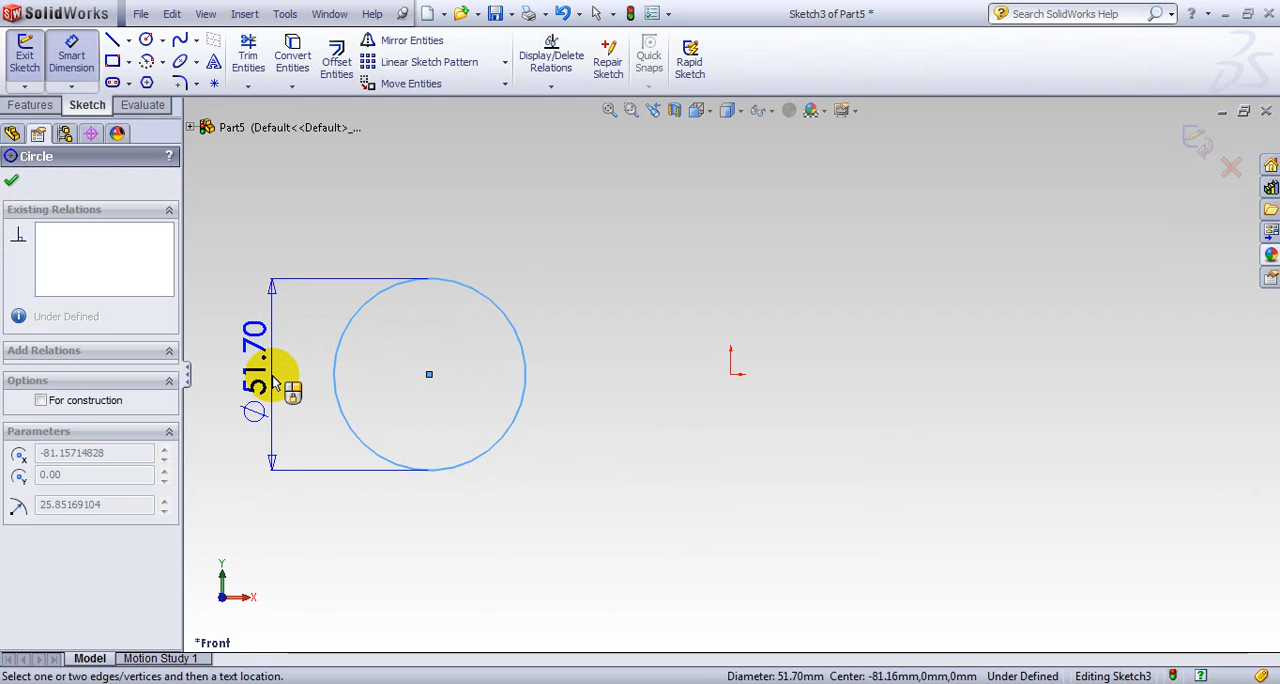 SolidWorks
File Edit View Insert Tools Window Help
Sketch3 of Part5 *
Search SolidWorks Help
Exit Sketch
Smart Dimension
Trim Entities
Convert Entities
Offset Entities
Mirror Entities
Linear Sketch Pattern
Move Entities
Display/Delete Relations
Repair Sketch
Quick Snaps
Rapid Sketch
Features Sketch Evaluate
Part5 (Default<<Default>_...
Circle ?
Existing Relations
Under Defined
Add Relations
Options
For construction
Parameters
-81.15714828
0.00
25.85169104
Ø 51.70
Y
X
*Front
Model Motion Study 1
Select one or two edges/vertices and then a text location.
Diameter: 51.70mm Center: -81.16mm,0mm,0mm Under Defined Editing Sketch3